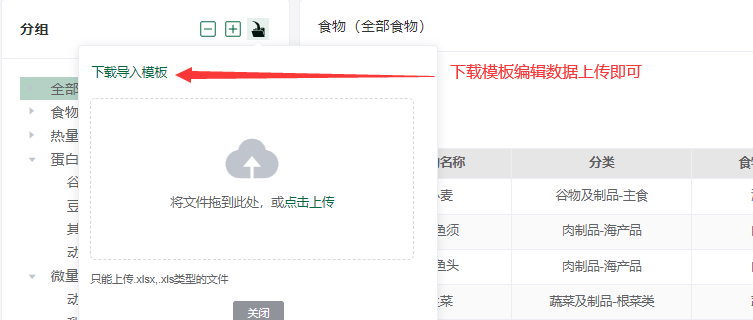 分组
食物（全部食物）
下载导入模板
下载模板编辑数据上传即可
全部
食物
热量
蛋白
谷
豆
其
动
微量
动
将文件拖到此处，或点击上传
只能上传.xlsx,.xls类型的文件
关闭
名称 分类 食物
小麦 谷物及制品-主食
鱼须 肉制品-海产品
鱼头 肉制品-海产品
菜 蔬菜及制品-根菜类